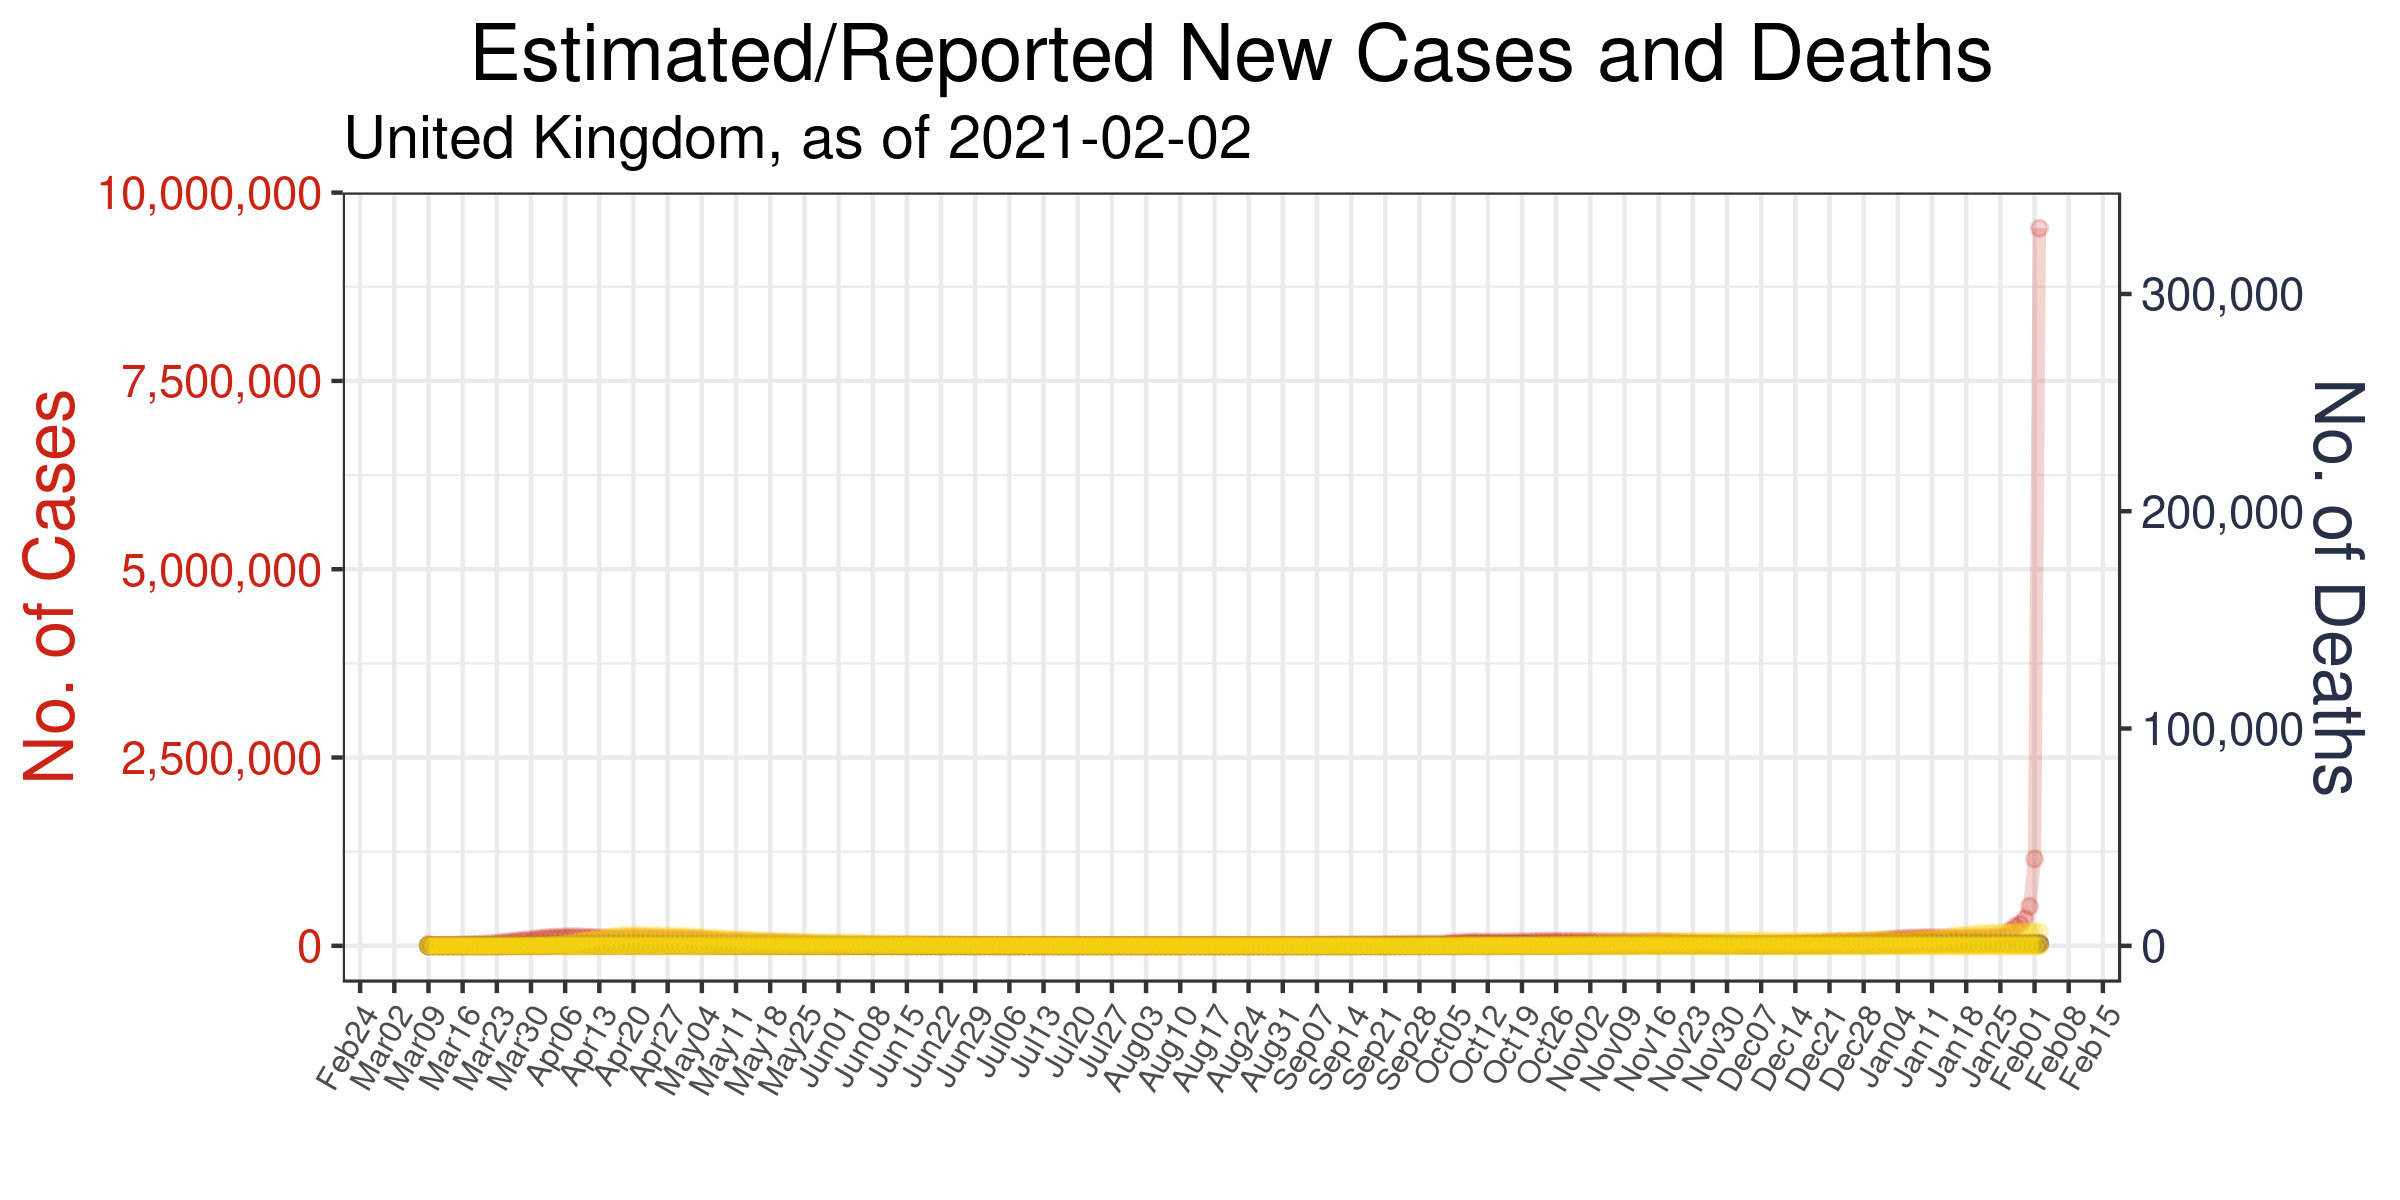 Estimated/Reported New Cases and Deaths
United Kingdom, as of 2021-02-02
No. of Cases
10,000,000
7,500,000
5,000,000
2,500,000
0
300,000
200,000
100,000
0
No. of Deaths
Feb24
Mar02
Mar09
Mar16
Mar23
Mar30
Apr06
Apr13
Apr20
Apr27
May04
May11
May18
May25
Jun01
Jun08
Jun15
Jun22
Jun29
Jul06
Jul13
Jul20
Jul27
Aug03
Aug10
Aug17
Aug24
Aug31
Sep07
Sep14
Sep21
Sep28
Oct05
Oct12
Oct19
Oct26
Nov02
Nov09
Nov16
Nov23
Nov30
Dec07
Dec14
Dec21
Dec28
Jan04
Jan11
Jan18
Jan25
Feb01
Feb08
Feb15